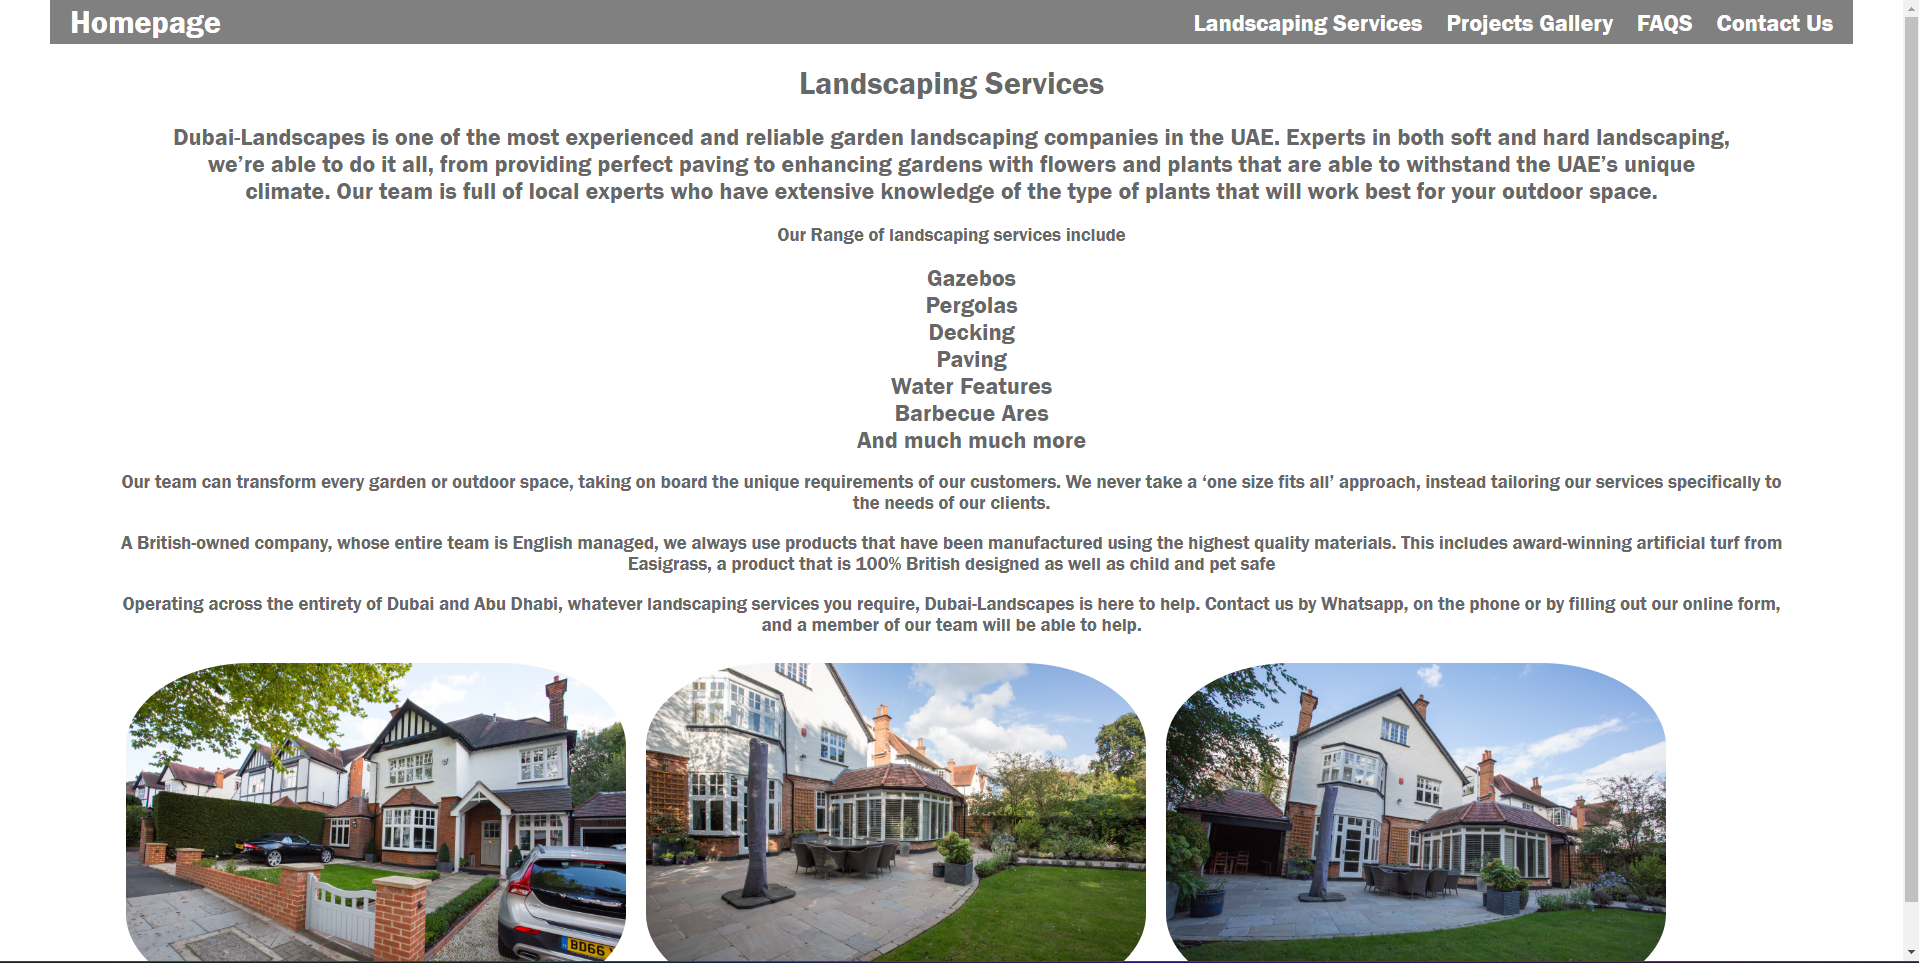 Homepage
Landscaping Services
Projects Gallery
FAQS
Contact Us
Landscaping Services
Dubai-Landscapes is one of the most experienced and reliable garden landscaping companies in the UAE. Experts in both soft and hard landscaping,
we’re able to do it all, from providing perfect paving to enhancing gardens with flowers and plants that are able to withstand the UAE’s unique
climate. Our team is full of local experts who have extensive knowledge of the type of plants that will work best for your outdoor space.
Our Range of landscaping services include
Gazebos
Pergolas
Decking
Paving
Water Features
Barbecue Ares
And much much more
Our team can transform every garden or outdoor space, taking on board the unique requirements of our customers. We never take a ‘one size fits all’ approach, instead tailoring our services specifically to
the needs of our clients.
A British-owned company, whose entire team is English managed, we always use products that have been manufactured using the highest quality materials. This includes award-winning artificial turf from
Easigrass, a product that is 100% British designed as well as child and pet safe
Operating across the entirety of Dubai and Abu Dhabi, whatever landscaping services you require, Dubai-Landscapes is here to help. Contact us by Whatsapp, on the phone or by filling out our online form,
and a member of our team will be able to help.
BD66